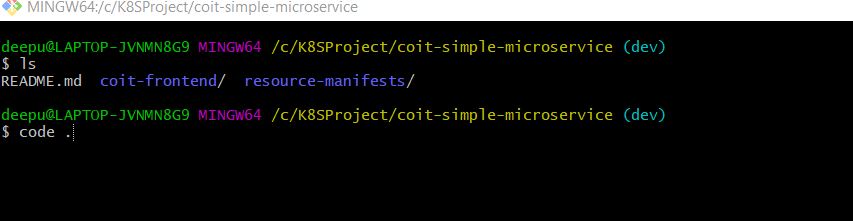 MINGW64:/c/K8SProject/coit-simple-microservice
deepu@LAPTOP-JVNMN8G9 MINGW64 /c/K8SProject/coit-simple-microservice (dev)
$ ls
README.md  coit-frontend/  resource-manifests/
deepu@LAPTOP-JVNMN8G9 MINGW64 /c/K8SProject/coit-simple-microservice (dev)
$ code .